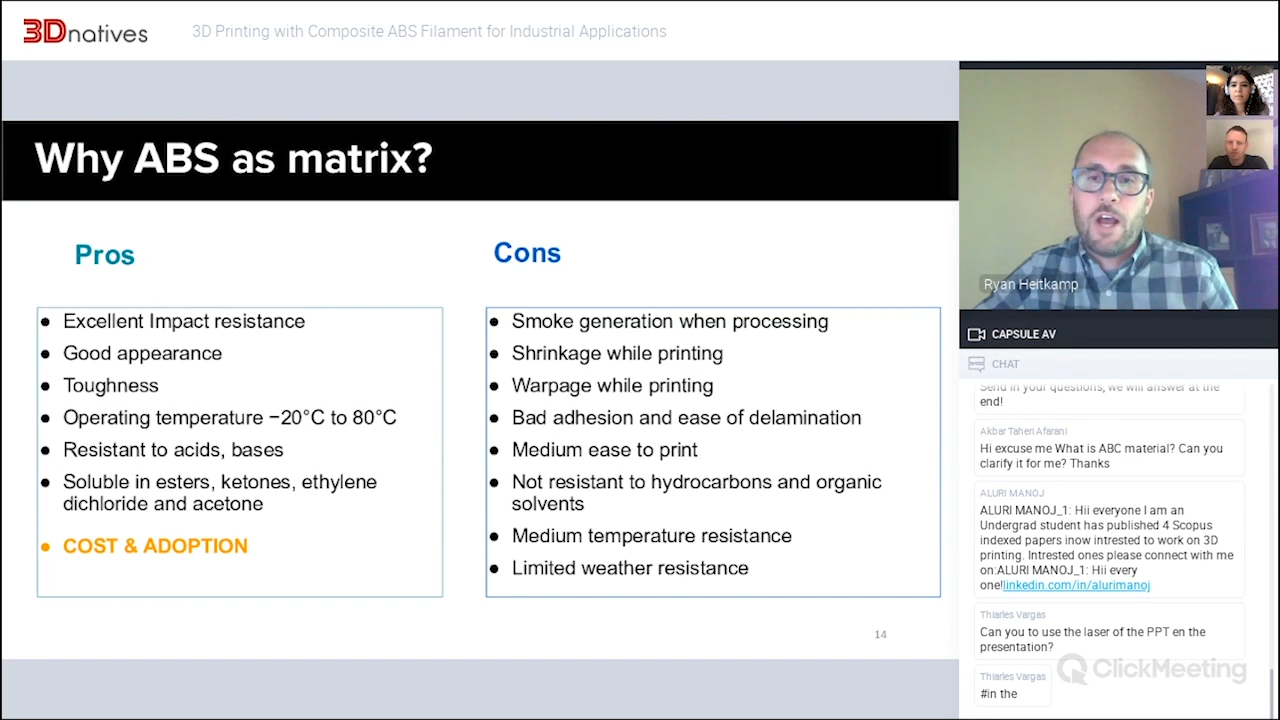 3Dnatives
3D Printing with Composite ABS Filament for Industrial Applications
Why ABS as matrix?
Pros
• Excellent Impact resistance
• Good appearance
• Toughness
• Operating temperature −20°C to 80°C
• Resistant to acids, bases
• Soluble in esters, ketones, ethylene
dichloride and acetone
• COST & ADOPTION
Cons
• Smoke generation when processing
• Shrinkage while printing
• Warpage while printing
• Bad adhesion and ease of delamination
• Medium ease to print
• Not resistant to hydrocarbons and organic
solvents
• Medium temperature resistance
• Limited weather resistance
14
Ryan Heitkamp
CAPSULE AV
CHAT
Send in your questions, we will answer at the
end!
Akbar Taheri Afarani
Hi excuse me What is ABC material? Can you
clarify it for me? Thanks
ALURI MANOJ
ALURI MANOJ_1: Hii everyone I am an
Undergrad student has published 4 Scopus
indexed papers inow intrested to work on 3D
printing. Intrested ones please connect with me
on:ALURI MANOJ_1: Hii every
one!linkedin.com/in/alurimanoj
Thiarles Vargas
Can you to use the laser of the PPT en the
presentation?
Thiarles Vargas
#in the
ClickMeeting